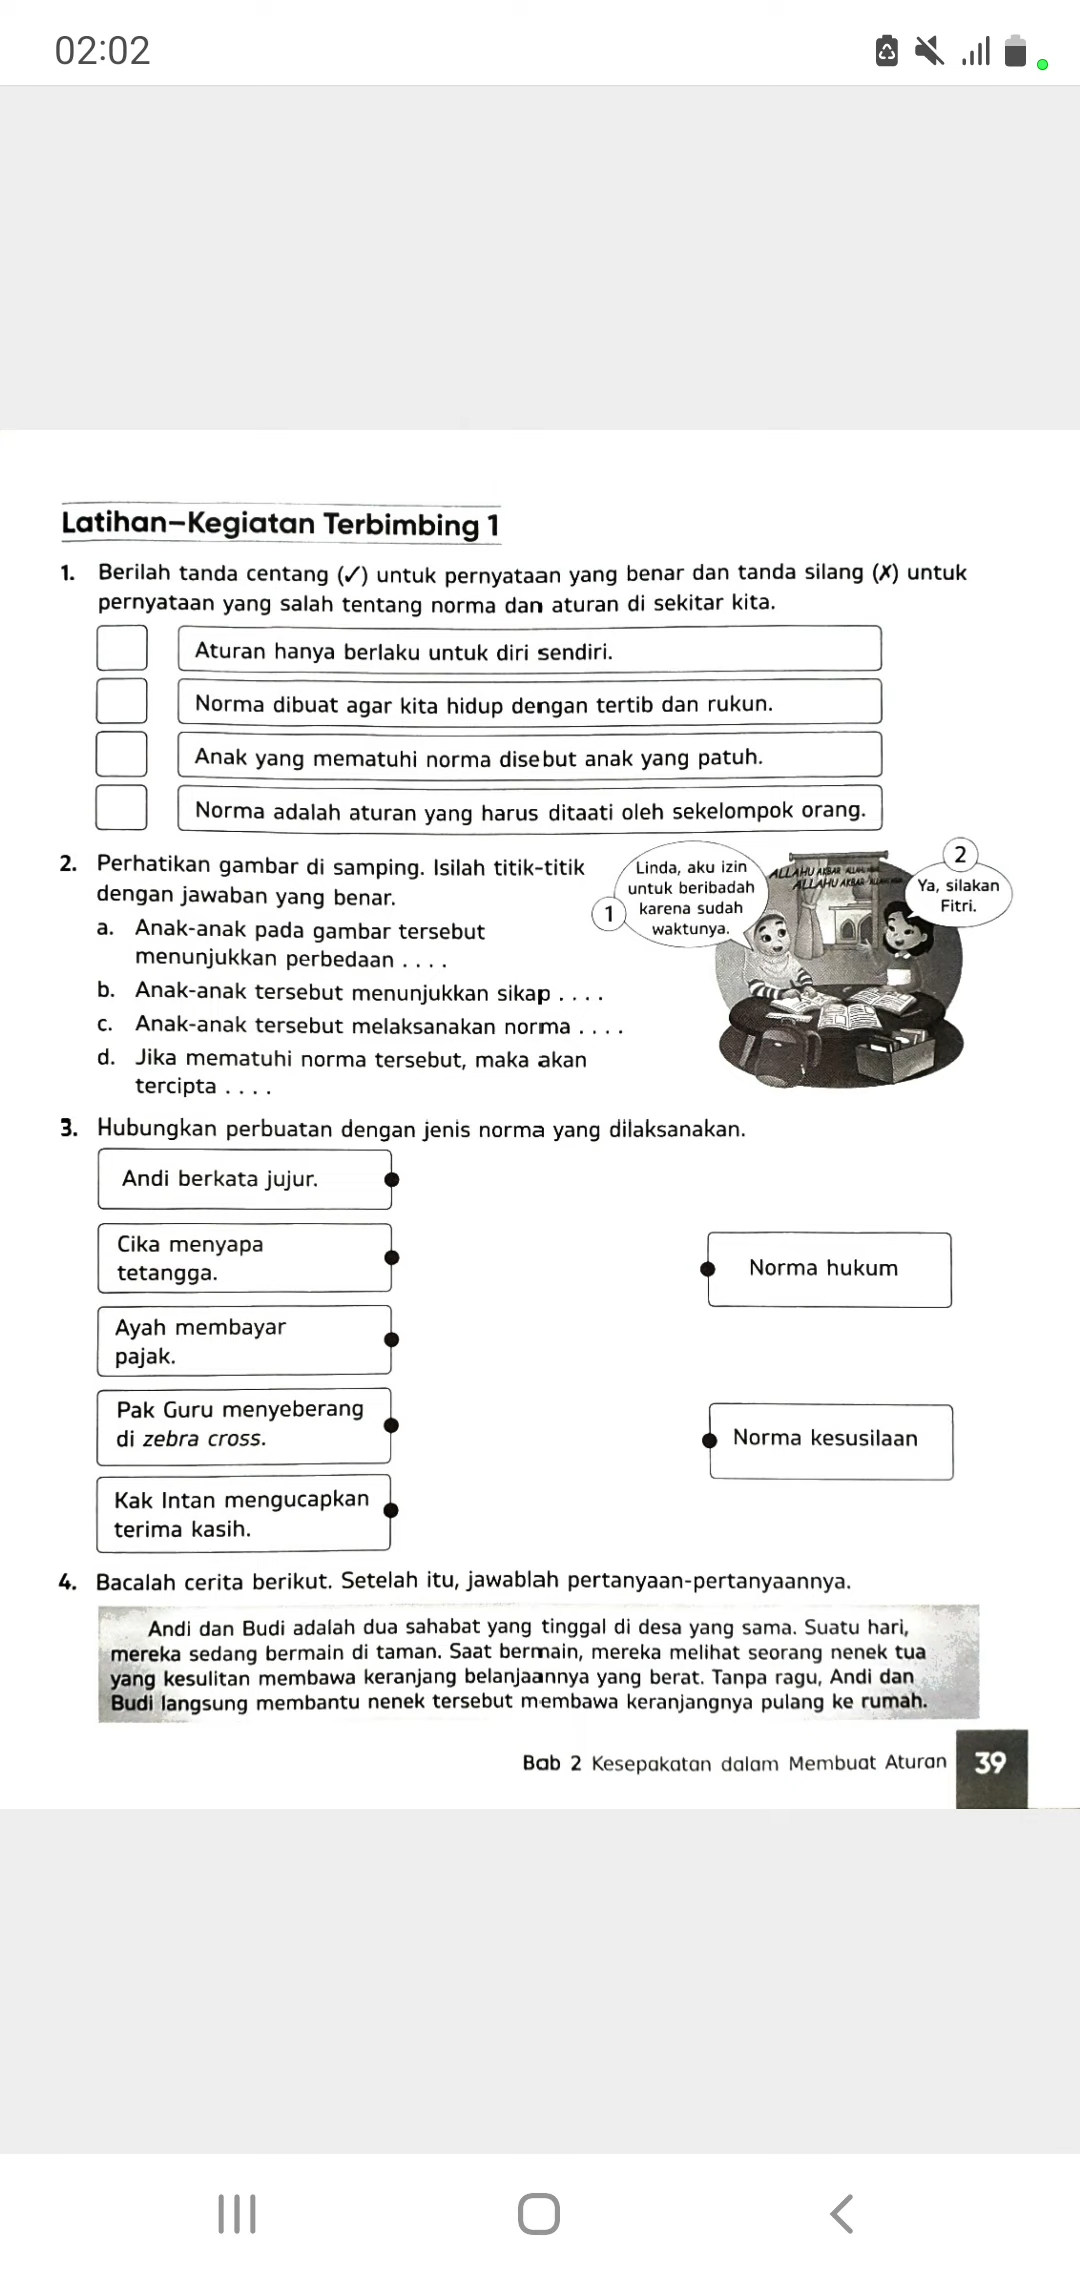 02:02
Latihan–Kegiatan Terbimbing 1
1. Berilah tanda centang (✓) untuk pernyataan yang benar dan tanda silang (✗) untuk
pernyataan yang salah tentang norma dan aturan di sekitar kita.
Aturan hanya berlaku untuk diri sendiri.
Norma dibuat agar kita hidup dengan tertib dan rukun.
Anak yang mematuhi norma disebut anak yang patuh.
Norma adalah aturan yang harus ditaati oleh sekelompok orang.
2. Perhatikan gambar di samping. Isilah titik-titik
dengan jawaban yang benar.
a. Anak-anak pada gambar tersebut
menunjukkan perbedaan . . . .
b. Anak-anak tersebut menunjukkan sikap . . . .
c. Anak-anak tersebut melaksanakan norma . . . .
d. Jika mematuhi norma tersebut, maka akan
tercipta . . . .
1
Linda, aku izin
untuk beribadah
karena sudah
waktunya.
ALLAHU AKBAR
ALLAHU AKBAR
2
Ya, silakan
Fitri.
3. Hubungkan perbuatan dengan jenis norma yang dilaksanakan.
Andi berkata jujur.
Cika menyapa
tetangga.
Ayah membayar
pajak.
Pak Guru menyeberang
di zebra cross.
Kak Intan mengucapkan
terima kasih.
Norma hukum
Norma kesusilaan
4. Bacalah cerita berikut. Setelah itu, jawablah pertanyaan-pertanyaannya.
Andi dan Budi adalah dua sahabat yang tinggal di desa yang sama. Suatu hari,
mereka sedang bermain di taman. Saat bermain, mereka melihat seorang nenek tua
yang kesulitan membawa keranjang belanjaannya yang berat. Tanpa ragu, Andi dan
Budi langsung membantu nenek tersebut membawa keranjangnya pulang ke rumah.
Bab 2 Kesepakatan dalam Membuat Aturan 39